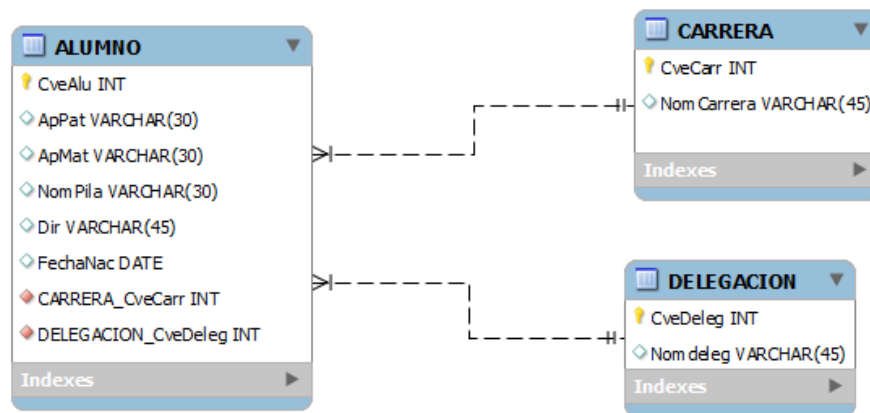 ALUMNO
CveAlu INT
ApPat VARCHAR(30)
ApMat VARCHAR(30)
NomPila VARCHAR(30)
Dir VARCHAR(45)
FechaNac DATE
CARRERA_CveCarr INT
DELEGACION_CveDeleg INT
Indexes
CARRERA
CveCarr INT
NomCarrera VARCHAR(45)
Indexes
DELEGACION
CveDeleg INT
Nomdeleg VARCHAR(45)
Indexes